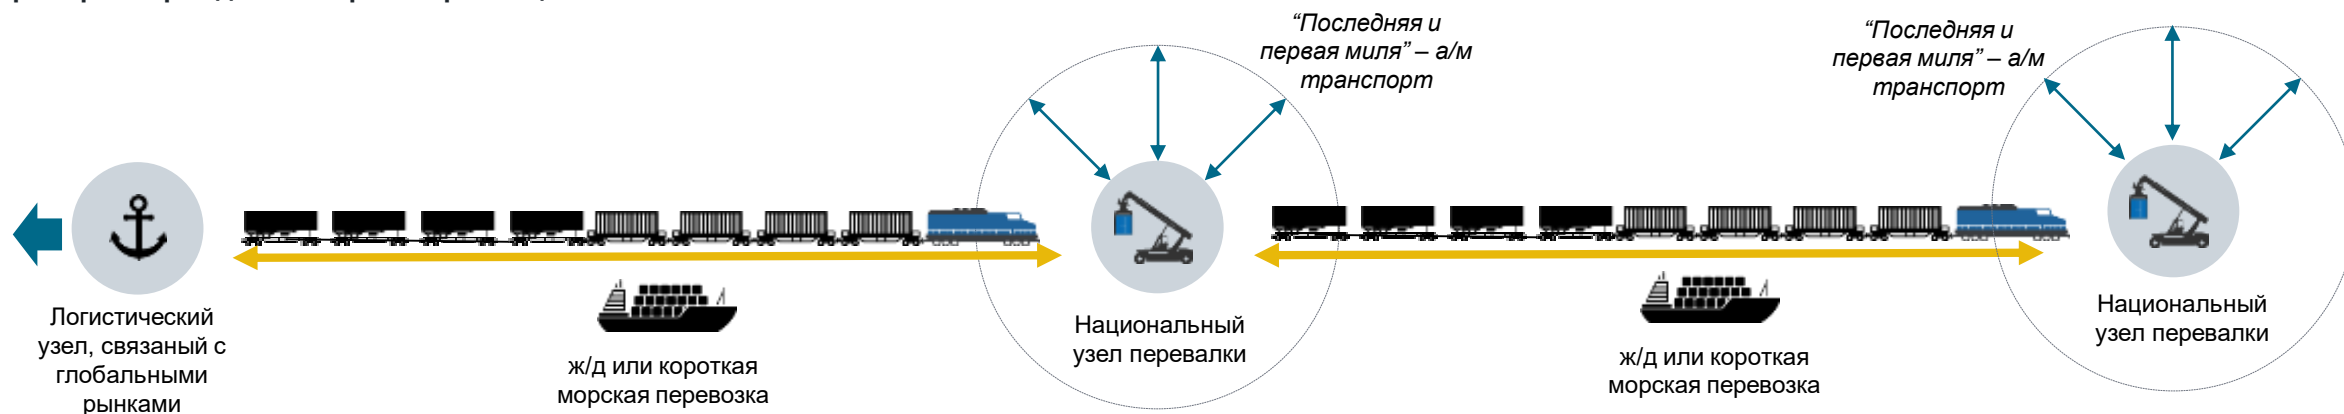 “Последняя и
первая миля” – а/м
транспорт
“Последняя и
первая миля” – а/м
транспорт
Логистический
узел, связаный с
глобальными
рынками
ж/д или короткая
морская перевозка
Национальный
узел перевалки
ж/д или короткая
морская перевозка
Национальный
узел перевалки